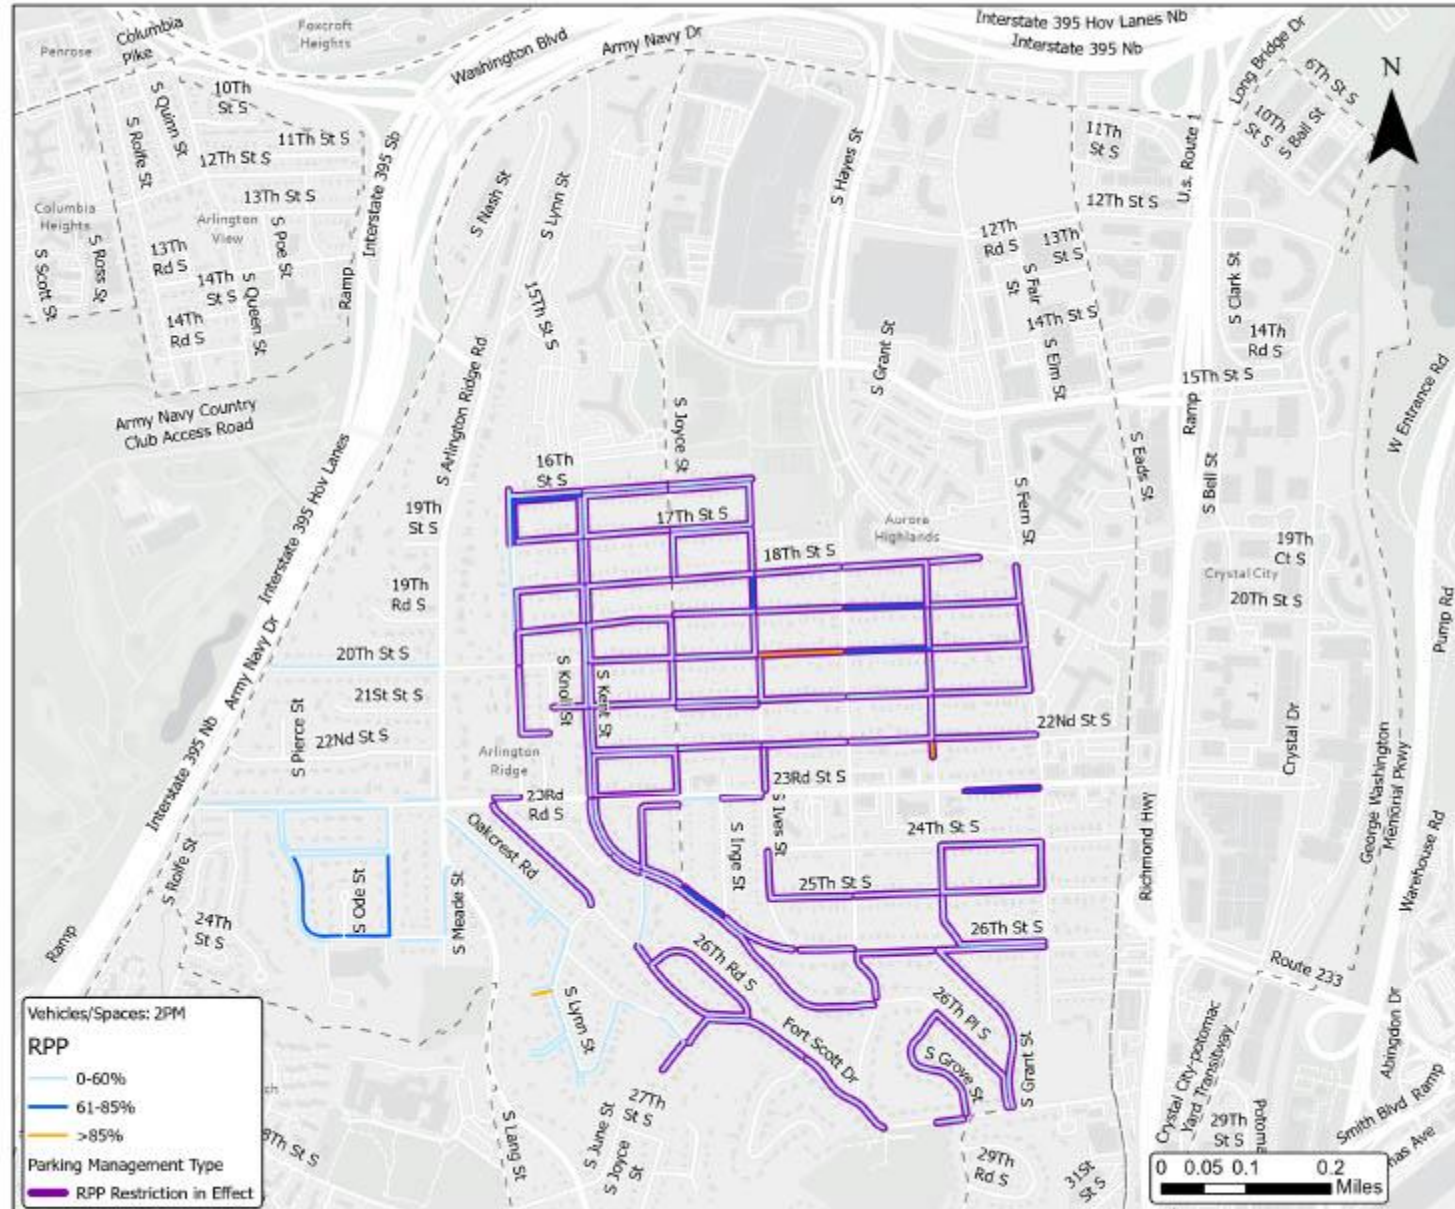 Interstate 395 Hov Lanes Nb
Interstate 395 Nb
Columbia
Pike
Foxcroft
Heights
Penrose
Washington Blvd
Army Navy Dr
Long Bridge Dr
6Th St S
N
10Th
St S
S Ball St
S Quinn St
10Th
St S
S Rolfe St
11Th St S
12Th St S
13Th St S
Interstate 395 Sb
S Nash St
S Lynn St
S Hayes St
11Th
St S
U.s. Route 1
12Th St S
Columbia
Heights
Arlington
View
S Poe St
S Scott St
S Ross St
13Th
Rd S
14Th
St S
14Th
Rd S
S Queen St
Ramp
15Th St S
12Th
Rd S
13Th
St S
S Fair
St
14Th St S
S Elm St
S Clark St
14Th
Rd S
15Th St S
Ramp
S Grant St
S Arlington Ridge Rd
Army Navy Country
Club Access Road
S Joyce St
W Entrance Rd
S Eads St
S Bell St
Interstate 395 Hov Lanes
16Th
St S
17Th St S
18Th St S
Aurora
Highlands
S Fern St
19Th
St S
19Th
Rd S
19Th
Ct S
Crystal City
20Th St S
Pump Rd
Army Navy Dr
Interstate 395 Nb
20Th St S
21St St S
22Nd St S
S Pierce St
S Knoll St
S Kent St
22Nd St S
Arlington
Ridge
23Rd St S
23Rd
Rd S
Crystal Dr
George Washington
Memorial Pkwy
Warehouse Rd
Richmond Hwy
Oakcrest Rd
S Inge St
S Ives St
24Th St S
25Th St S
26Th St S
S Rolfe St
S Ode St
S Meade St
24Th
St S
Ramp
26Th Rd S
26Th Pl S
Route 233
S Lynn St
Fort Scott Dr
S Grove St
S Grant St
Crystal City-potomac
Yard Transitway
Abingdon Dr
Smith Blvd Ramp
27Th
St S
S June St
S Joyce
St
S Lang St
29Th
Rd S
31St
St S
29Th
St S
Vehicles/Spaces: 2PM
RPP
0-60%
61-85%
>85%
Parking Management Type
RPP Restriction in Effect
8Th St S
0 0.05 0.1 0.2
Miles